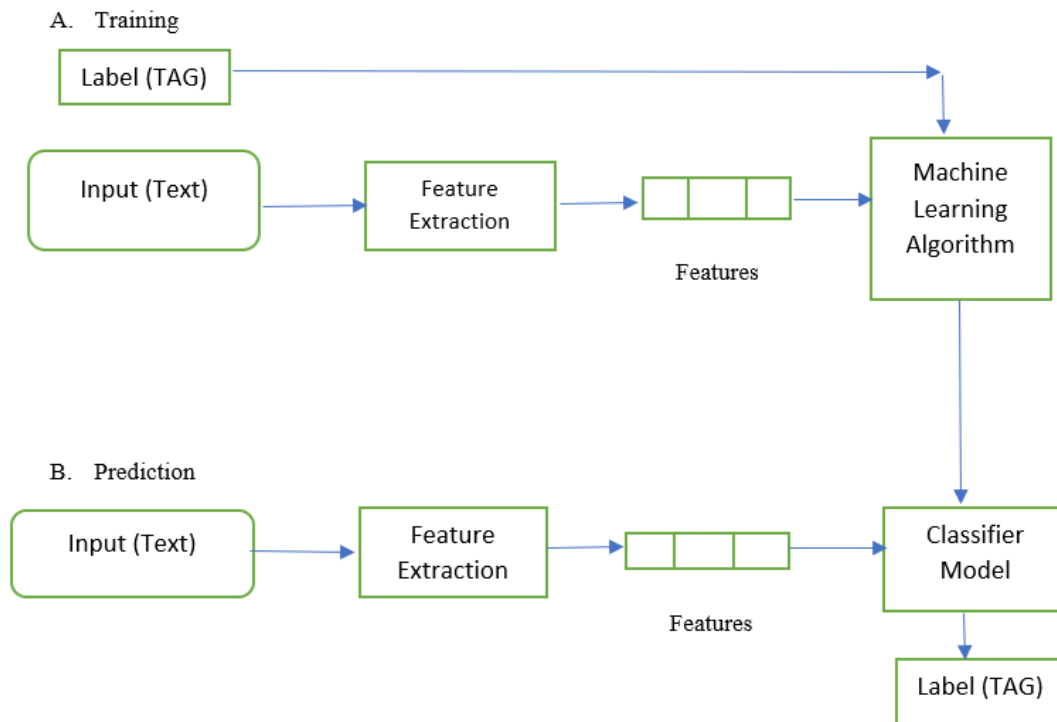 A. Training
Label (TAG)
Input (Text)
Feature
Extraction
Features
Machine
Learning
Algorithm
B. Prediction
Input (Text)
Feature
Extraction
Features
Classifier
Model
Label (TAG)